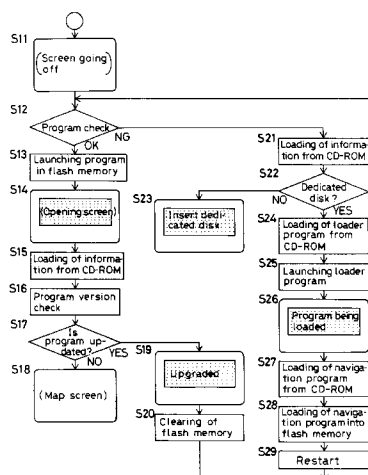 S11
(Screen going
off)
S12
Program check
NG
OK
S13
Launching program
in flash memory
S14
(Opening screen)
S15
Loading of infor-
mation from CD-ROM
S16
Program version
check
S17
Is
program up-
dated?
YES
NO
S18
(Map screen)
S19
Upgraded
S20
Clearing of
flash memory
S21
Loading of informa-
tion from CD-ROM
S22
Dedicated
disk?
NO
YES
S23
Insert dedi-
cated disk
S24
Loading of loader
program from
CD-ROM
S25
Launching loader
program
S26
Program being
loaded
S27
Loading of naviga-
tion program
from CD-ROM
S28
Loading of naviga-
tion program into
flash memory
S29
Restart